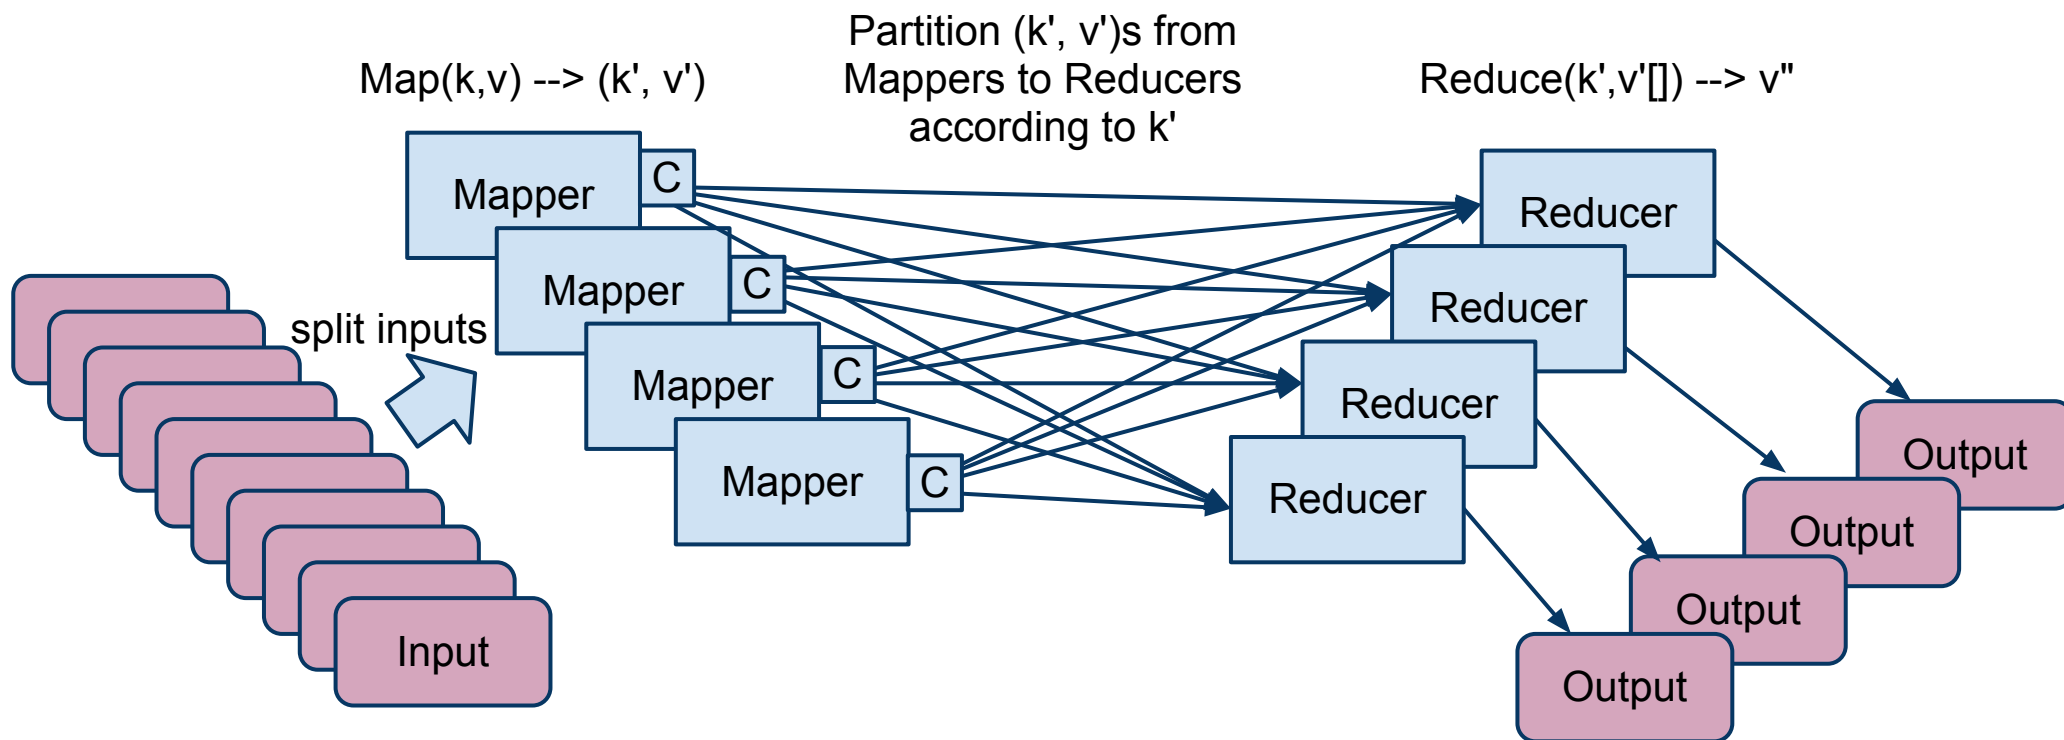 Map(k,v) --> (k', v')
Partition (k', v')s from
Mappers to Reducers
according to k'
Reduce(k',v'[]) --> v"
Mapper
C
Mapper
C
Mapper
C
Mapper
C
split inputs
Input
Reducer
Reducer
Reducer
Reducer
Output
Output
Output
Output